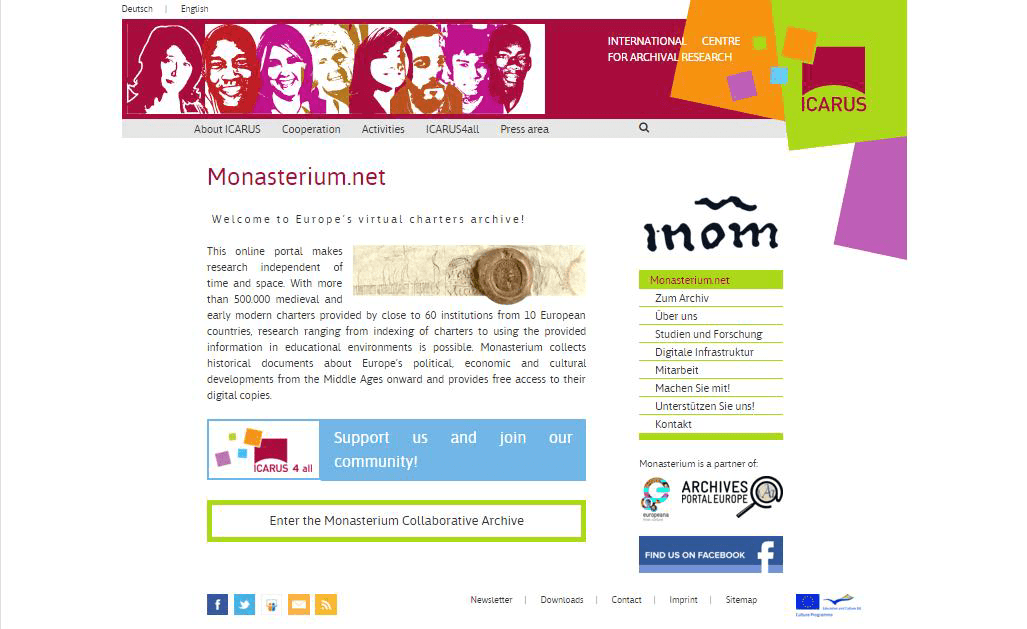 Deutsch | English
INTERNATIONAL CENTRE
FOR ARCHIVAL RESEARCH
ICARUS
About ICARUS Cooperation Activities ICARUS4all Press area
Monasterium.net
Welcome to Europe's virtual charters archive!
This online portal makes
research independent of
time and space. With more
than 500.000 medieval and
early modern charters provided by close to 60 institutions from 10 European
countries, research ranging from indexing of charters to using the provided
information in educational environments is possible. Monasterium collects
historical documents about Europe's political, economic and cultural
developments from the Middle Ages onward and provides free access to their
digital copies.
ICARUS 4 all
Support us and join our
community!
Enter the Monasterium Collaborative Archive
mom
Monasterium.net
Zum Archiv
Über uns
Studien und Forschung
Digitale Infrastruktur
Mitarbeit
Machen Sie mit!
Unterstützen Sie uns!
Kontakt
Monasterium is a partner of:
europeana
ARCHIVES
PORTAL EUROPE
FIND US ON FACEBOOK
Newsletter | Downloads | Contact | Imprint | Sitemap
Education and Culture DG
Culture Programme